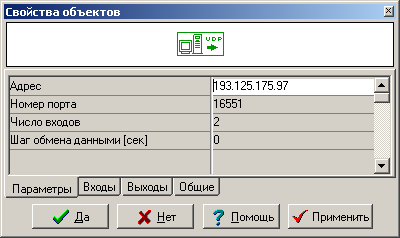 Свойства объектов
UDP
Адрес 193.125.175.97
Номер порта 16551
Число входов 2
Шаг обмена данными [сек] 0
Параметры Входы Выходы Общие
Да Нет Помощь Применить